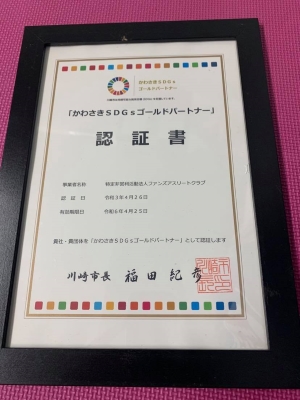 かわさきSDGs
ゴールドパートナー
「かわさきSDGsゴールドパートナー」
認証書
事業者名称 特定非営利活動法人ファンズアスリートクラブ
認証日 令和3年4月26日
有効期限日 令和6年4月25日
貴社・貴団体を「かわさきSDGsゴールドパートナー」として認証します
川崎市長 福田紀彦